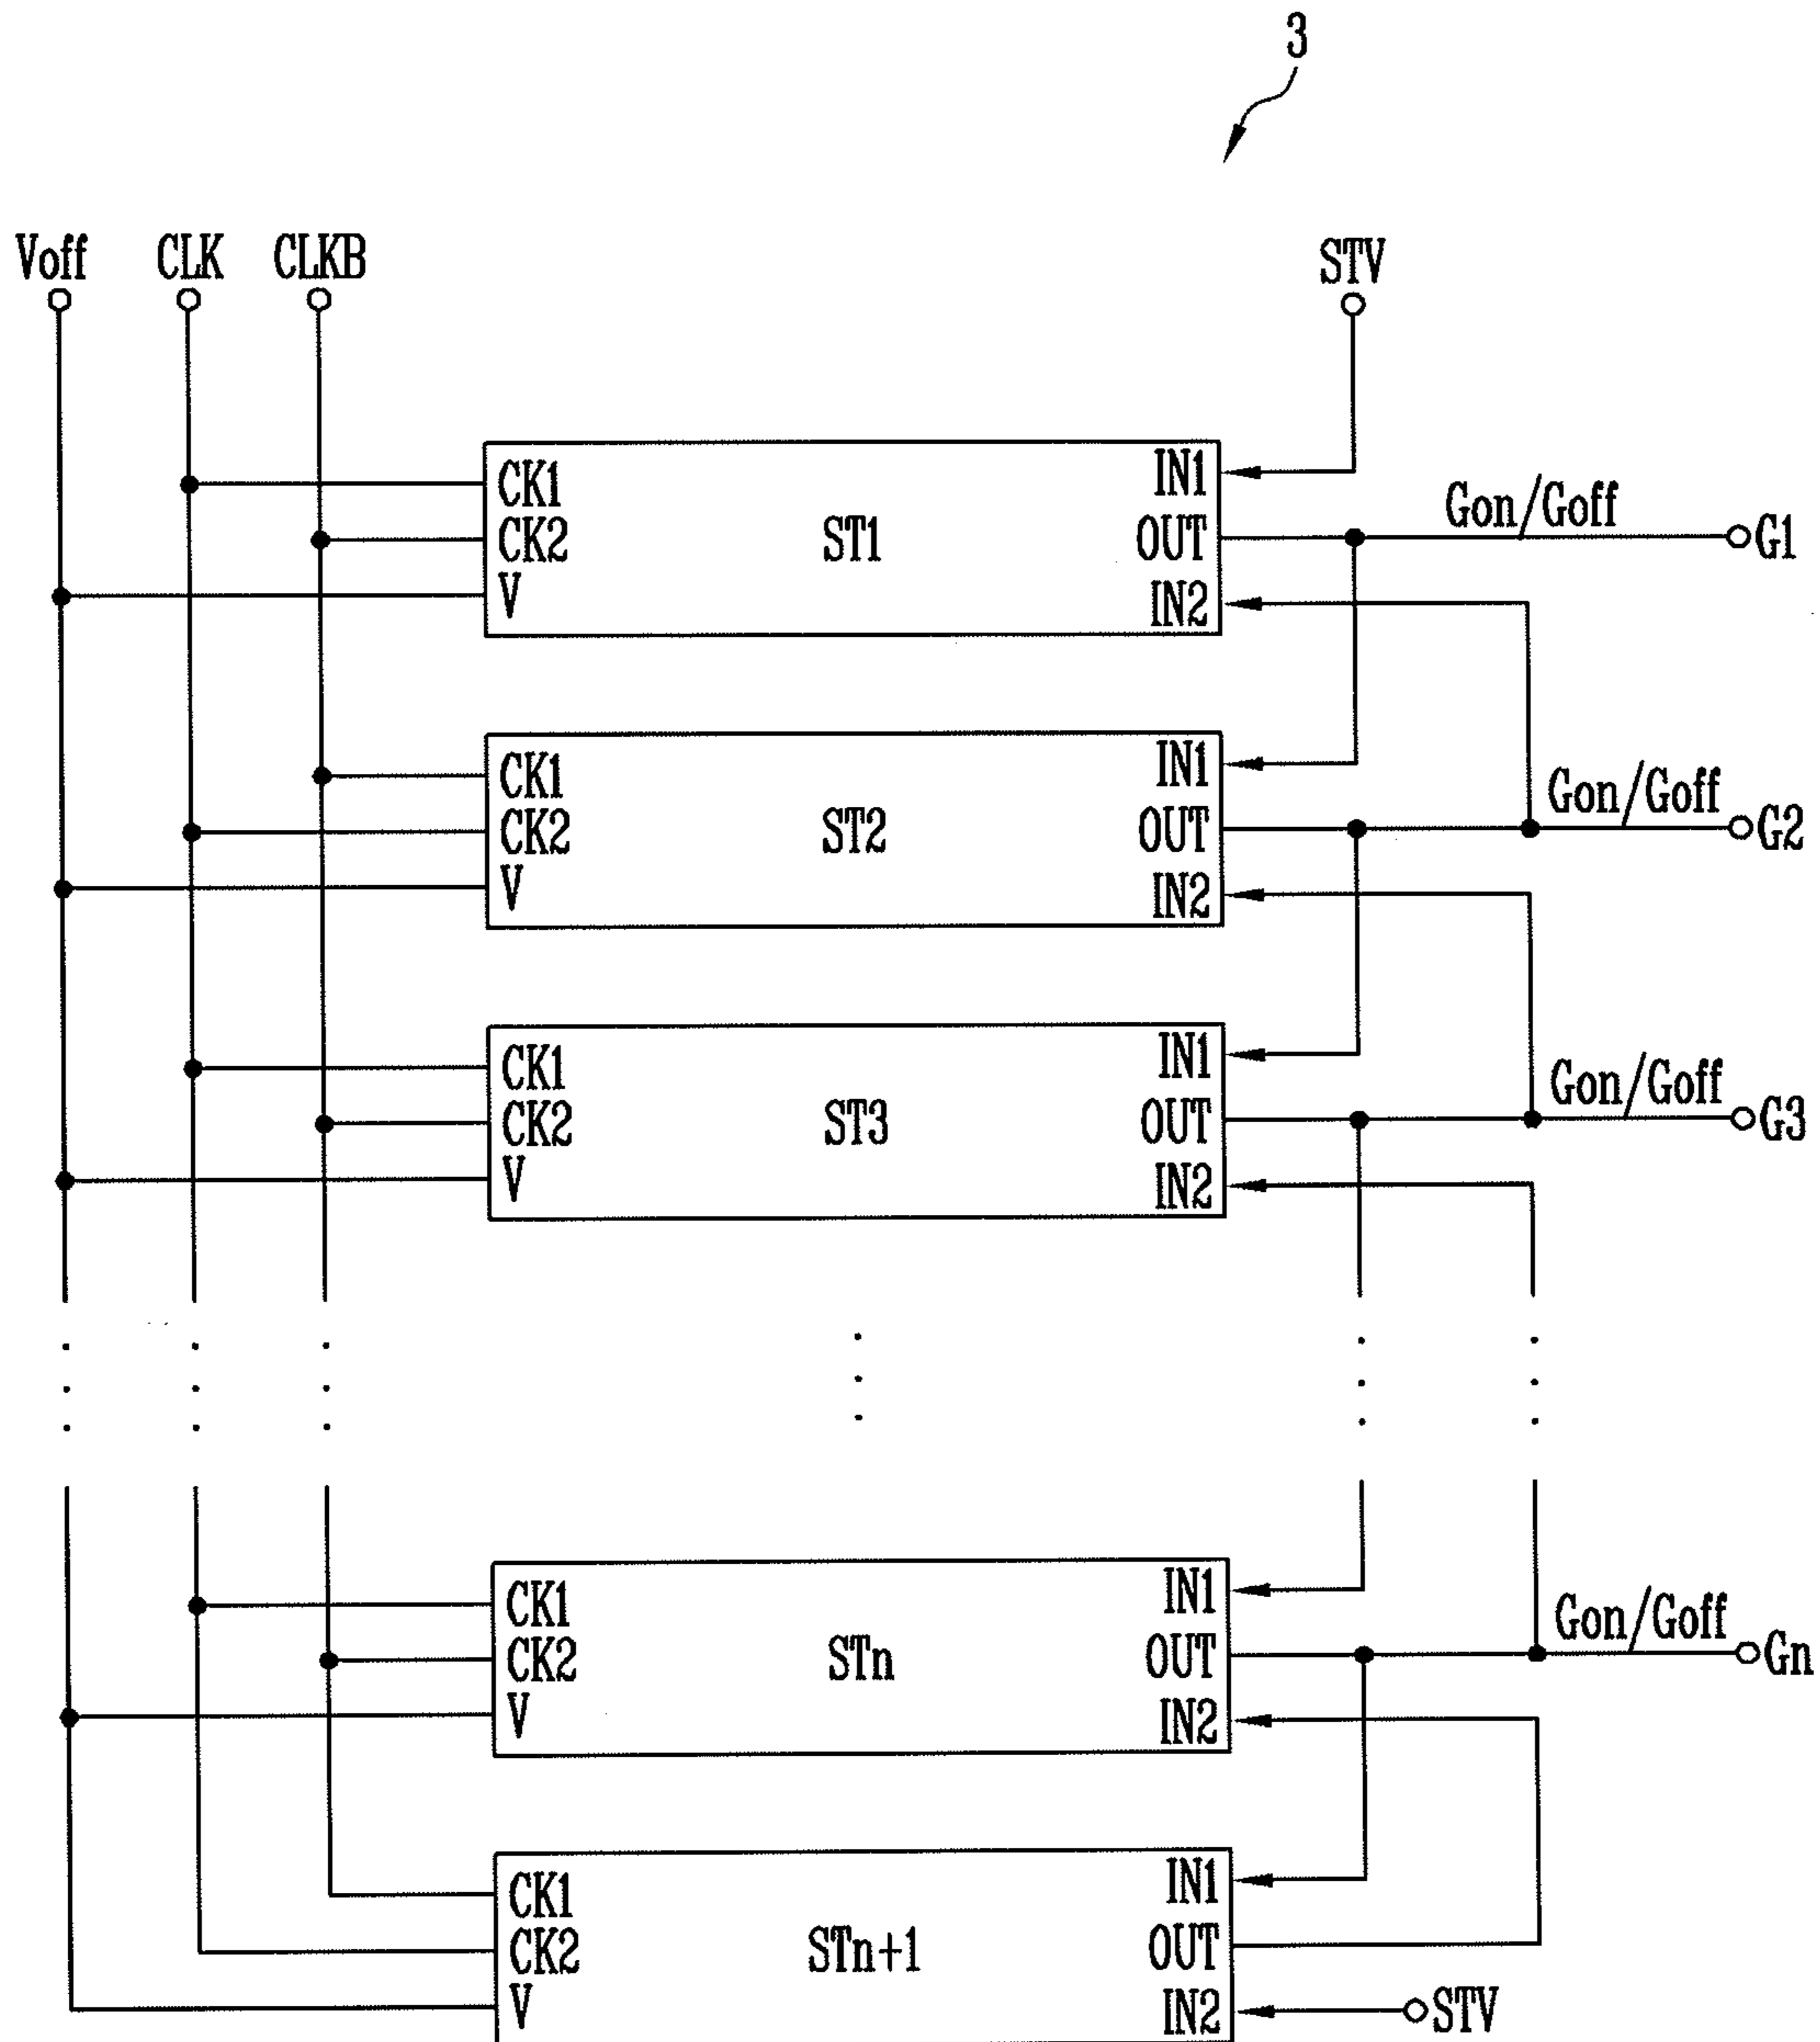 3
Voff CLK CLKB STV
CK1 IN1
CK2 ST1 OUT Gon/Goff G1
V IN2
CK1 IN1
CK2 ST2 OUT Gon/Goff G2
V IN2
CK1 IN1
CK2 ST3 OUT Gon/Goff G3
V IN2
CK1 IN1
CK2 STn OUT Gon/Goff Gn
V IN2
CK1 IN1
CK2 STn+1 OUT
V IN2 STV